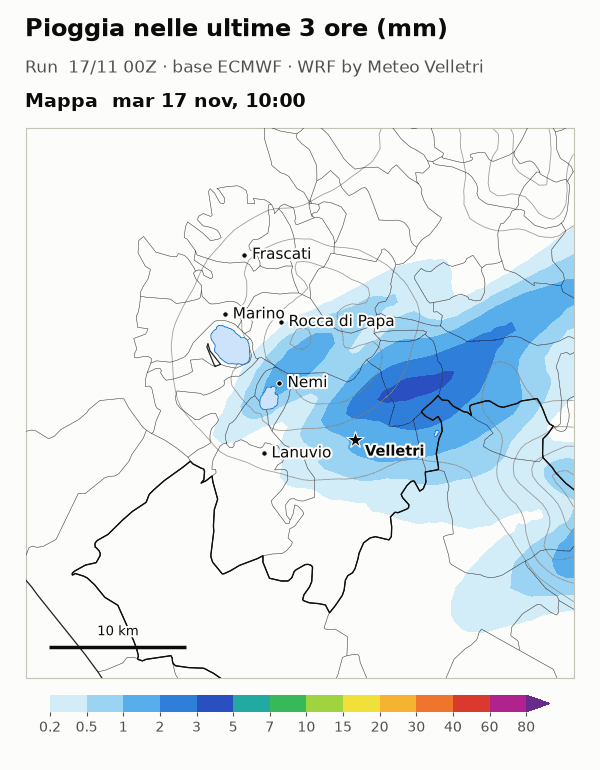 Pioggia nelle ultime 3 ore (mm)
Run 17/11 00Z · base ECMWF · WRF by Meteo Velletri
Mappa mar 17 nov, 10:00
Frascati
Marino
Rocca di Papa
Nemi
Velletri
Lanuvio
10 km
0.2 0.5 1 2 3 5 7 10 15 20 30 40 60 80